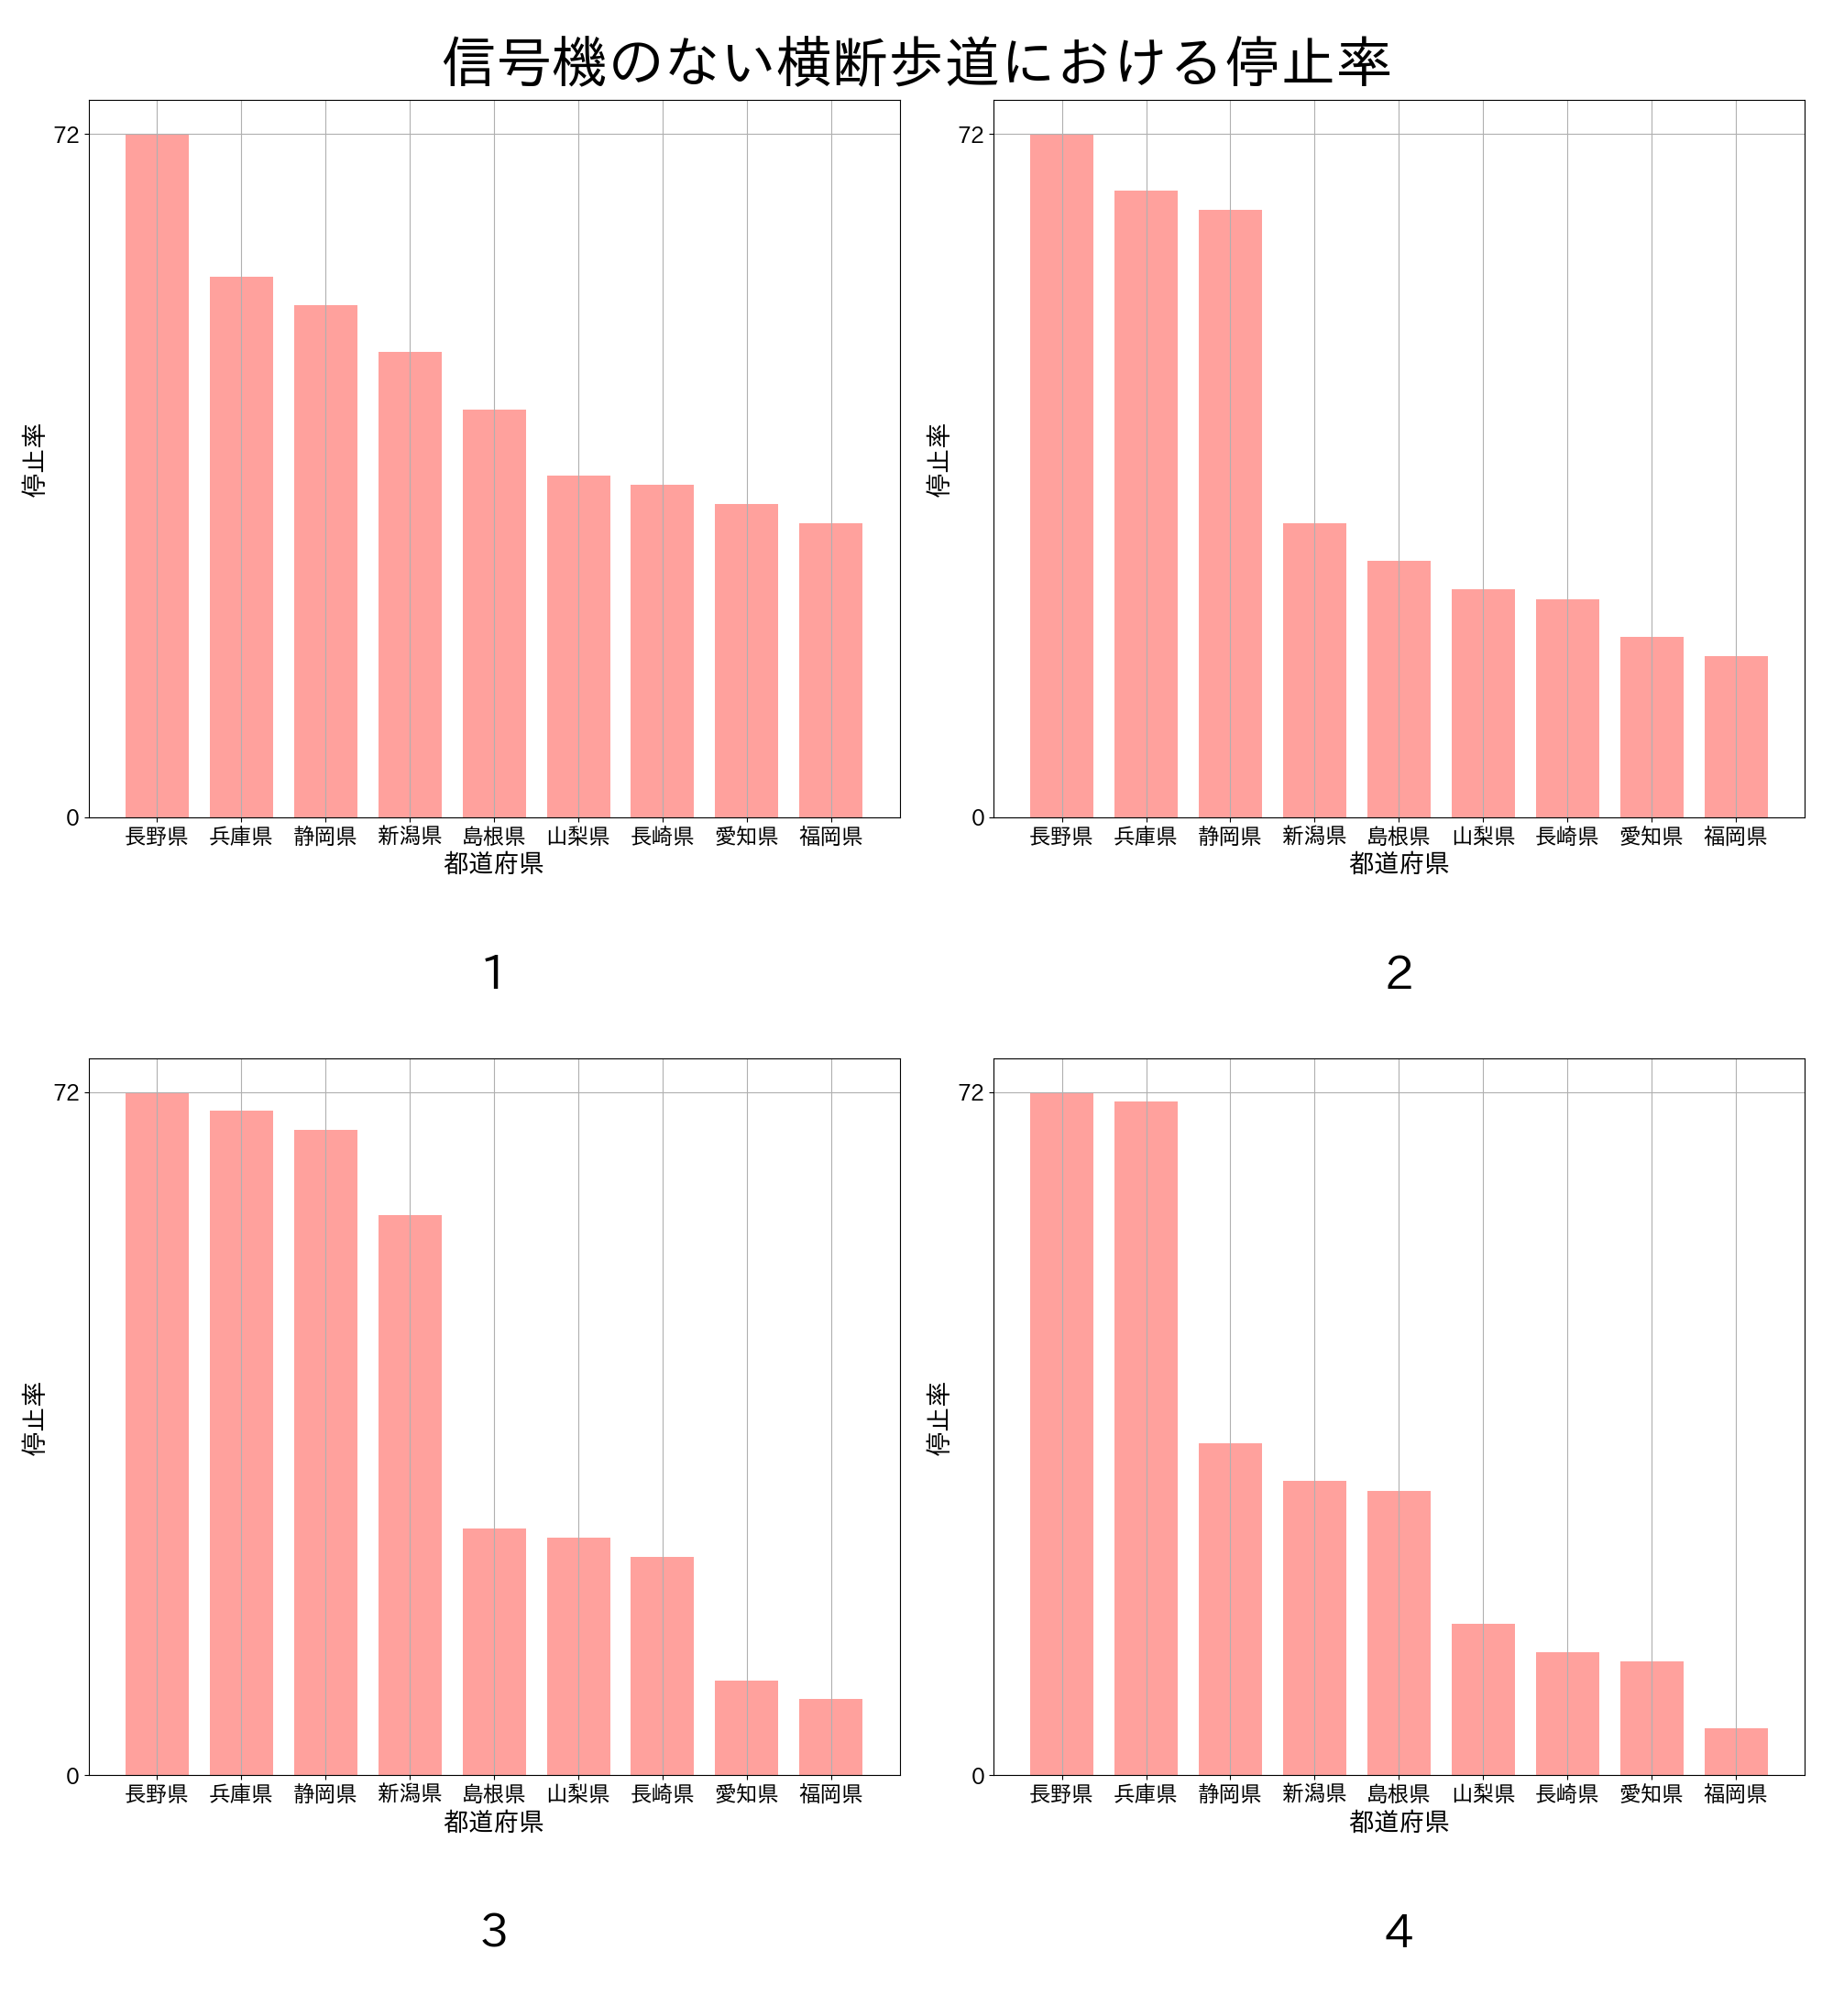 信号機のない横断歩道における停止率
72
停止率
0
長野県 兵庫県 静岡県 新潟県 島根県 山梨県 長崎県 愛知県 福岡県
都道府県
1
72
停止率
0
長野県 兵庫県 静岡県 新潟県 島根県 山梨県 長崎県 愛知県 福岡県
都道府県
2
72
停止率
0
長野県 兵庫県 静岡県 新潟県 島根県 山梨県 長崎県 愛知県 福岡県
都道府県
3
72
停止率
0
長野県 兵庫県 静岡県 新潟県 島根県 山梨県 長崎県 愛知県 福岡県
都道府県
4